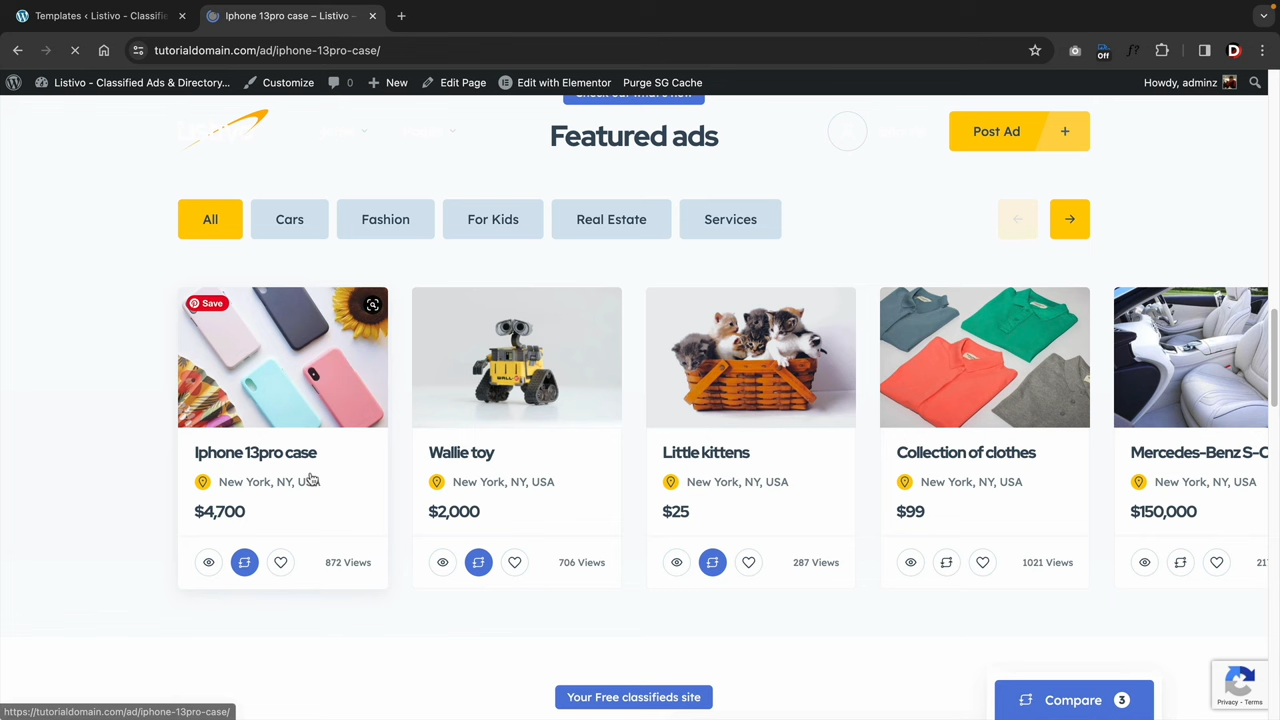 Templates ‹ Listivo – Classifie
Iphone 13pro case – Listivo –
tutorialdomain.com/ad/iphone-13pro-case/
Off
f?
D
Listivo - Classified Ads & Directory...
Customize
0
New
Edit Page
Edit with Elementor
Purge SG Cache
Howdy, adminz
Featured ads
Post Ad +
All
Cars
Fashion
For Kids
Real Estate
Services
Save
WALL·E
Iphone 13pro case
Wallie toy
Little kittens
Collection of clothes
Mercedes-Benz S-C
New York, NY, USA
New York, NY, USA
New York, NY, USA
New York, NY, USA
New York, NY, USA
$4,700
$2,000
$25
$99
$150,000
872 Views
706 Views
287 Views
1021 Views
217
Your Free classifieds site
Compare 3
Privacy - Terms
https://tutorialdomain.com/ad/iphone-13pro-case/